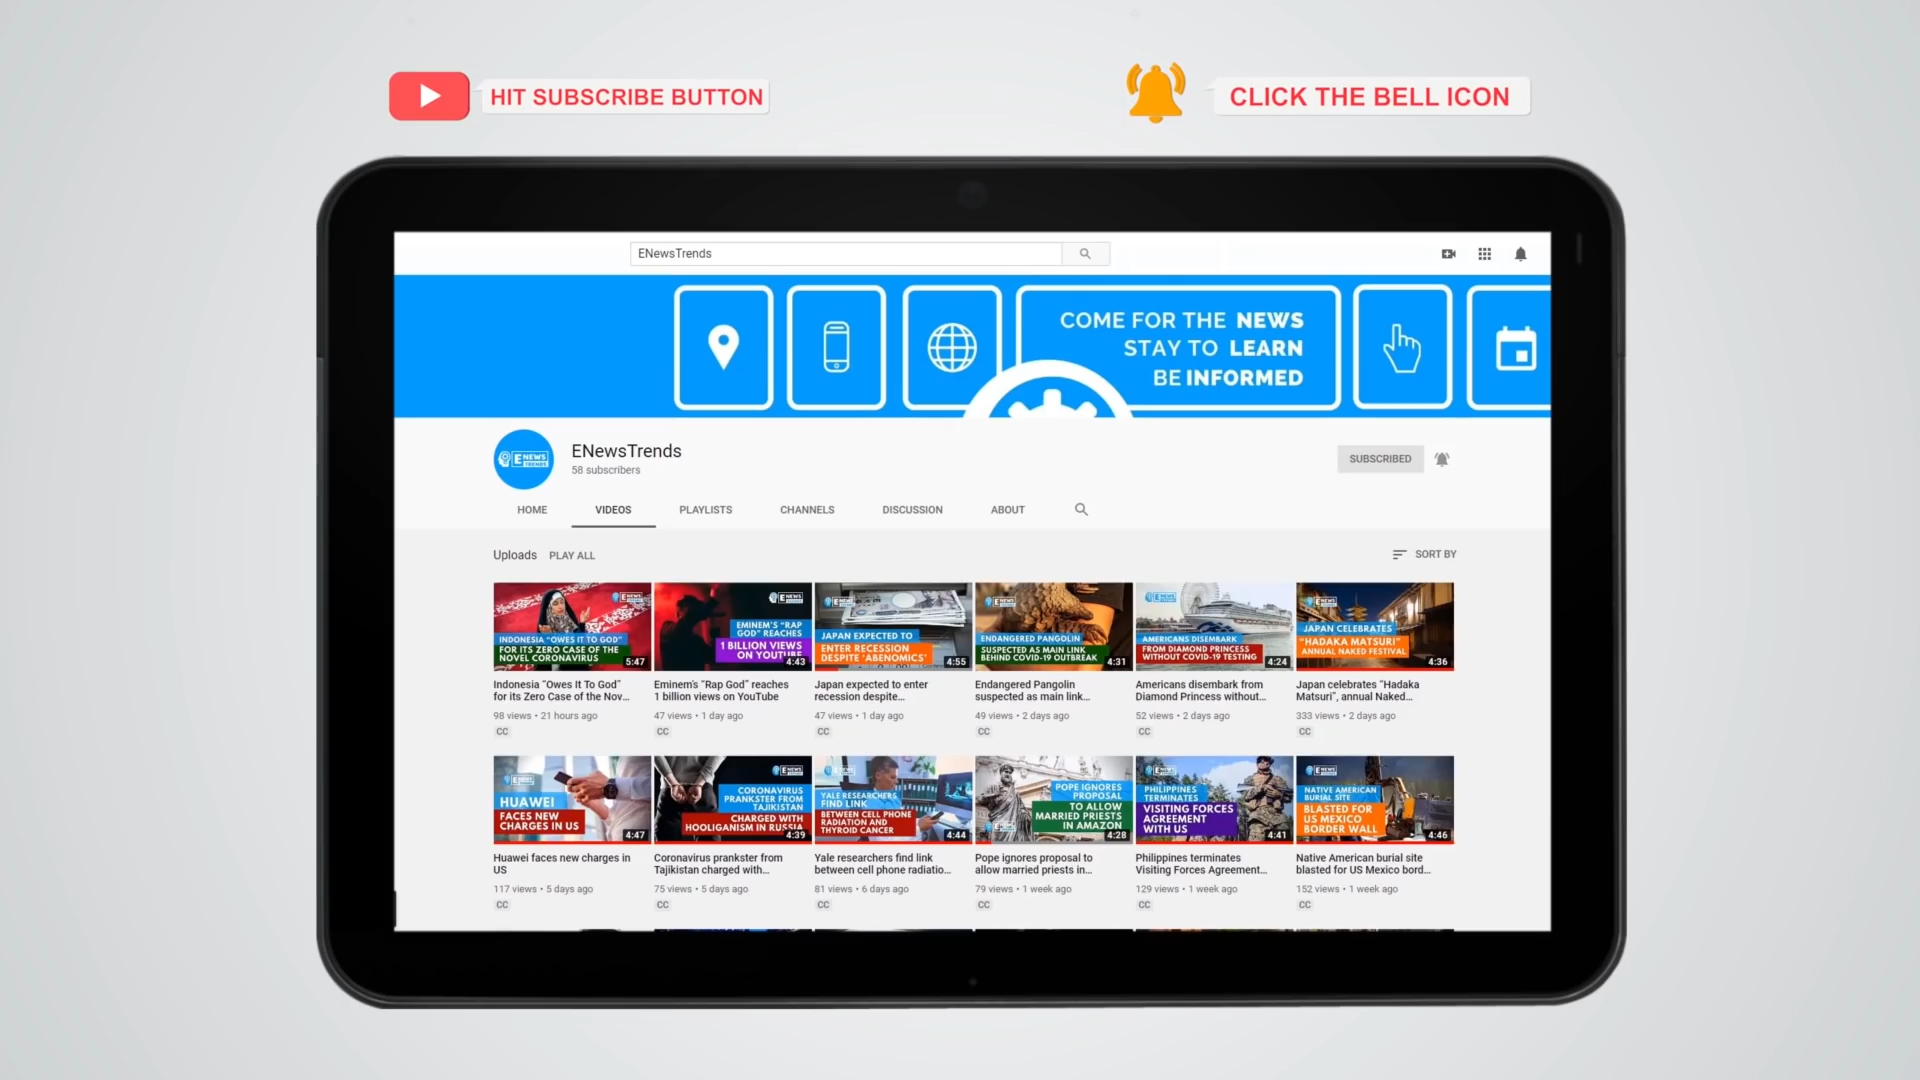 HIT SUBSCRIBE BUTTON
CLICK THE BELL ICON
ENewsTrends
COME FOR THE NEWS
STAY TO LEARN
BE INFORMED
E NEWS
TRENDS
ENewsTrends
58 subscribers
SUBSCRIBED
HOME VIDEOS PLAYLISTS CHANNELS DISCUSSION ABOUT
Uploads PLAY ALL
SORT BY
INDONESIA "OWES IT TO GOD"
FOR ITS ZERO CASE OF THE
NOVEL CORONAVIRUS
5:47
EMINEM'S "RAP
GOD" REACHES
1 BILLION VIEWS
ON YOUTUBE
4:43
JAPAN EXPECTED TO
ENTER RECESSION
DESPITE 'ABENOMICS'
4:55
ENDANGERED PANGOLIN
SUSPECTED AS MAIN LINK
BEHIND COVID-19 OUTBREAK
4:31
AMERICANS DISEMBARK
FROM DIAMOND PRINCESS
WITHOUT COVID-19 TESTING
4:24
JAPAN CELEBRATES
"HADAKA MATSURI"
ANNUAL NAKED FESTIVAL
4:36
Indonesia "Owes It To God"
for its Zero Case of the Nov...
98 views • 21 hours ago
CC
Eminem's "Rap God" reaches
1 billion views on YouTube
47 views • 1 day ago
CC
Japan expected to enter
recession despite...
47 views • 1 day ago
CC
Endangered Pangolin
suspected as main link...
49 views • 2 days ago
CC
Americans disembark from
Diamond Princess without...
52 views • 2 days ago
CC
Japan celebrates "Hadaka
Matsuri", annual Naked...
333 views • 2 days ago
CC
HUAWEI
FACES NEW
CHARGES IN US
4:47
CORONAVIRUS
PRANKSTER FROM
TAJIKISTAN
CHARGED WITH
HOOLIGANISM IN RUSSIA
4:39
YALE RESEARCHERS
FIND LINK
BETWEEN CELL PHONE
RADIATION AND
THYROID CANCER
4:44
POPE IGNORES
PROPOSAL
TO ALLOW
MARRIED PRIESTS
IN AMAZON
4:28
PHILIPPINES
TERMINATES
VISITING FORCES
AGREEMENT
WITH US
4:41
NATIVE AMERICAN
BURIAL SITE
BLASTED FOR
US MEXICO
BORDER WALL
4:46
Huawei faces new charges in
US
117 views • 5 days ago
CC
Coronavirus prankster from
Tajikistan charged with...
75 views • 5 days ago
CC
Yale researchers find link
between cell phone radiatio...
81 views • 6 days ago
CC
Pope ignores proposal to
allow married priests in...
79 views • 1 week ago
CC
Philippines terminates
Visiting Forces Agreement...
129 views • 1 week ago
CC
Native American burial site
blasted for US Mexico bord...
152 views • 1 week ago
CC